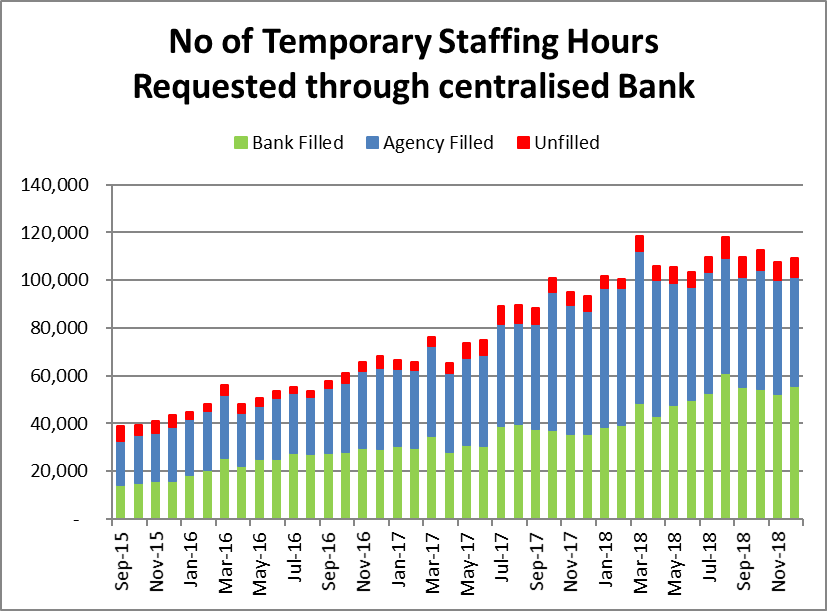 No of Temporary Staffing Hours
Requested through centralised Bank
Bank Filled Agency Filled Unfilled
140,000
120,000
100,000
80,000
60,000
40,000
20,000
-
Sep-15 Nov-15 Jan-16 Mar-16 May-16 Jul-16 Sep-16 Nov-16 Jan-17 Mar-17 May-17 Jul-17 Sep-17 Nov-17 Jan-18 Mar-18 May-18 Jul-18 Sep-18 Nov-18